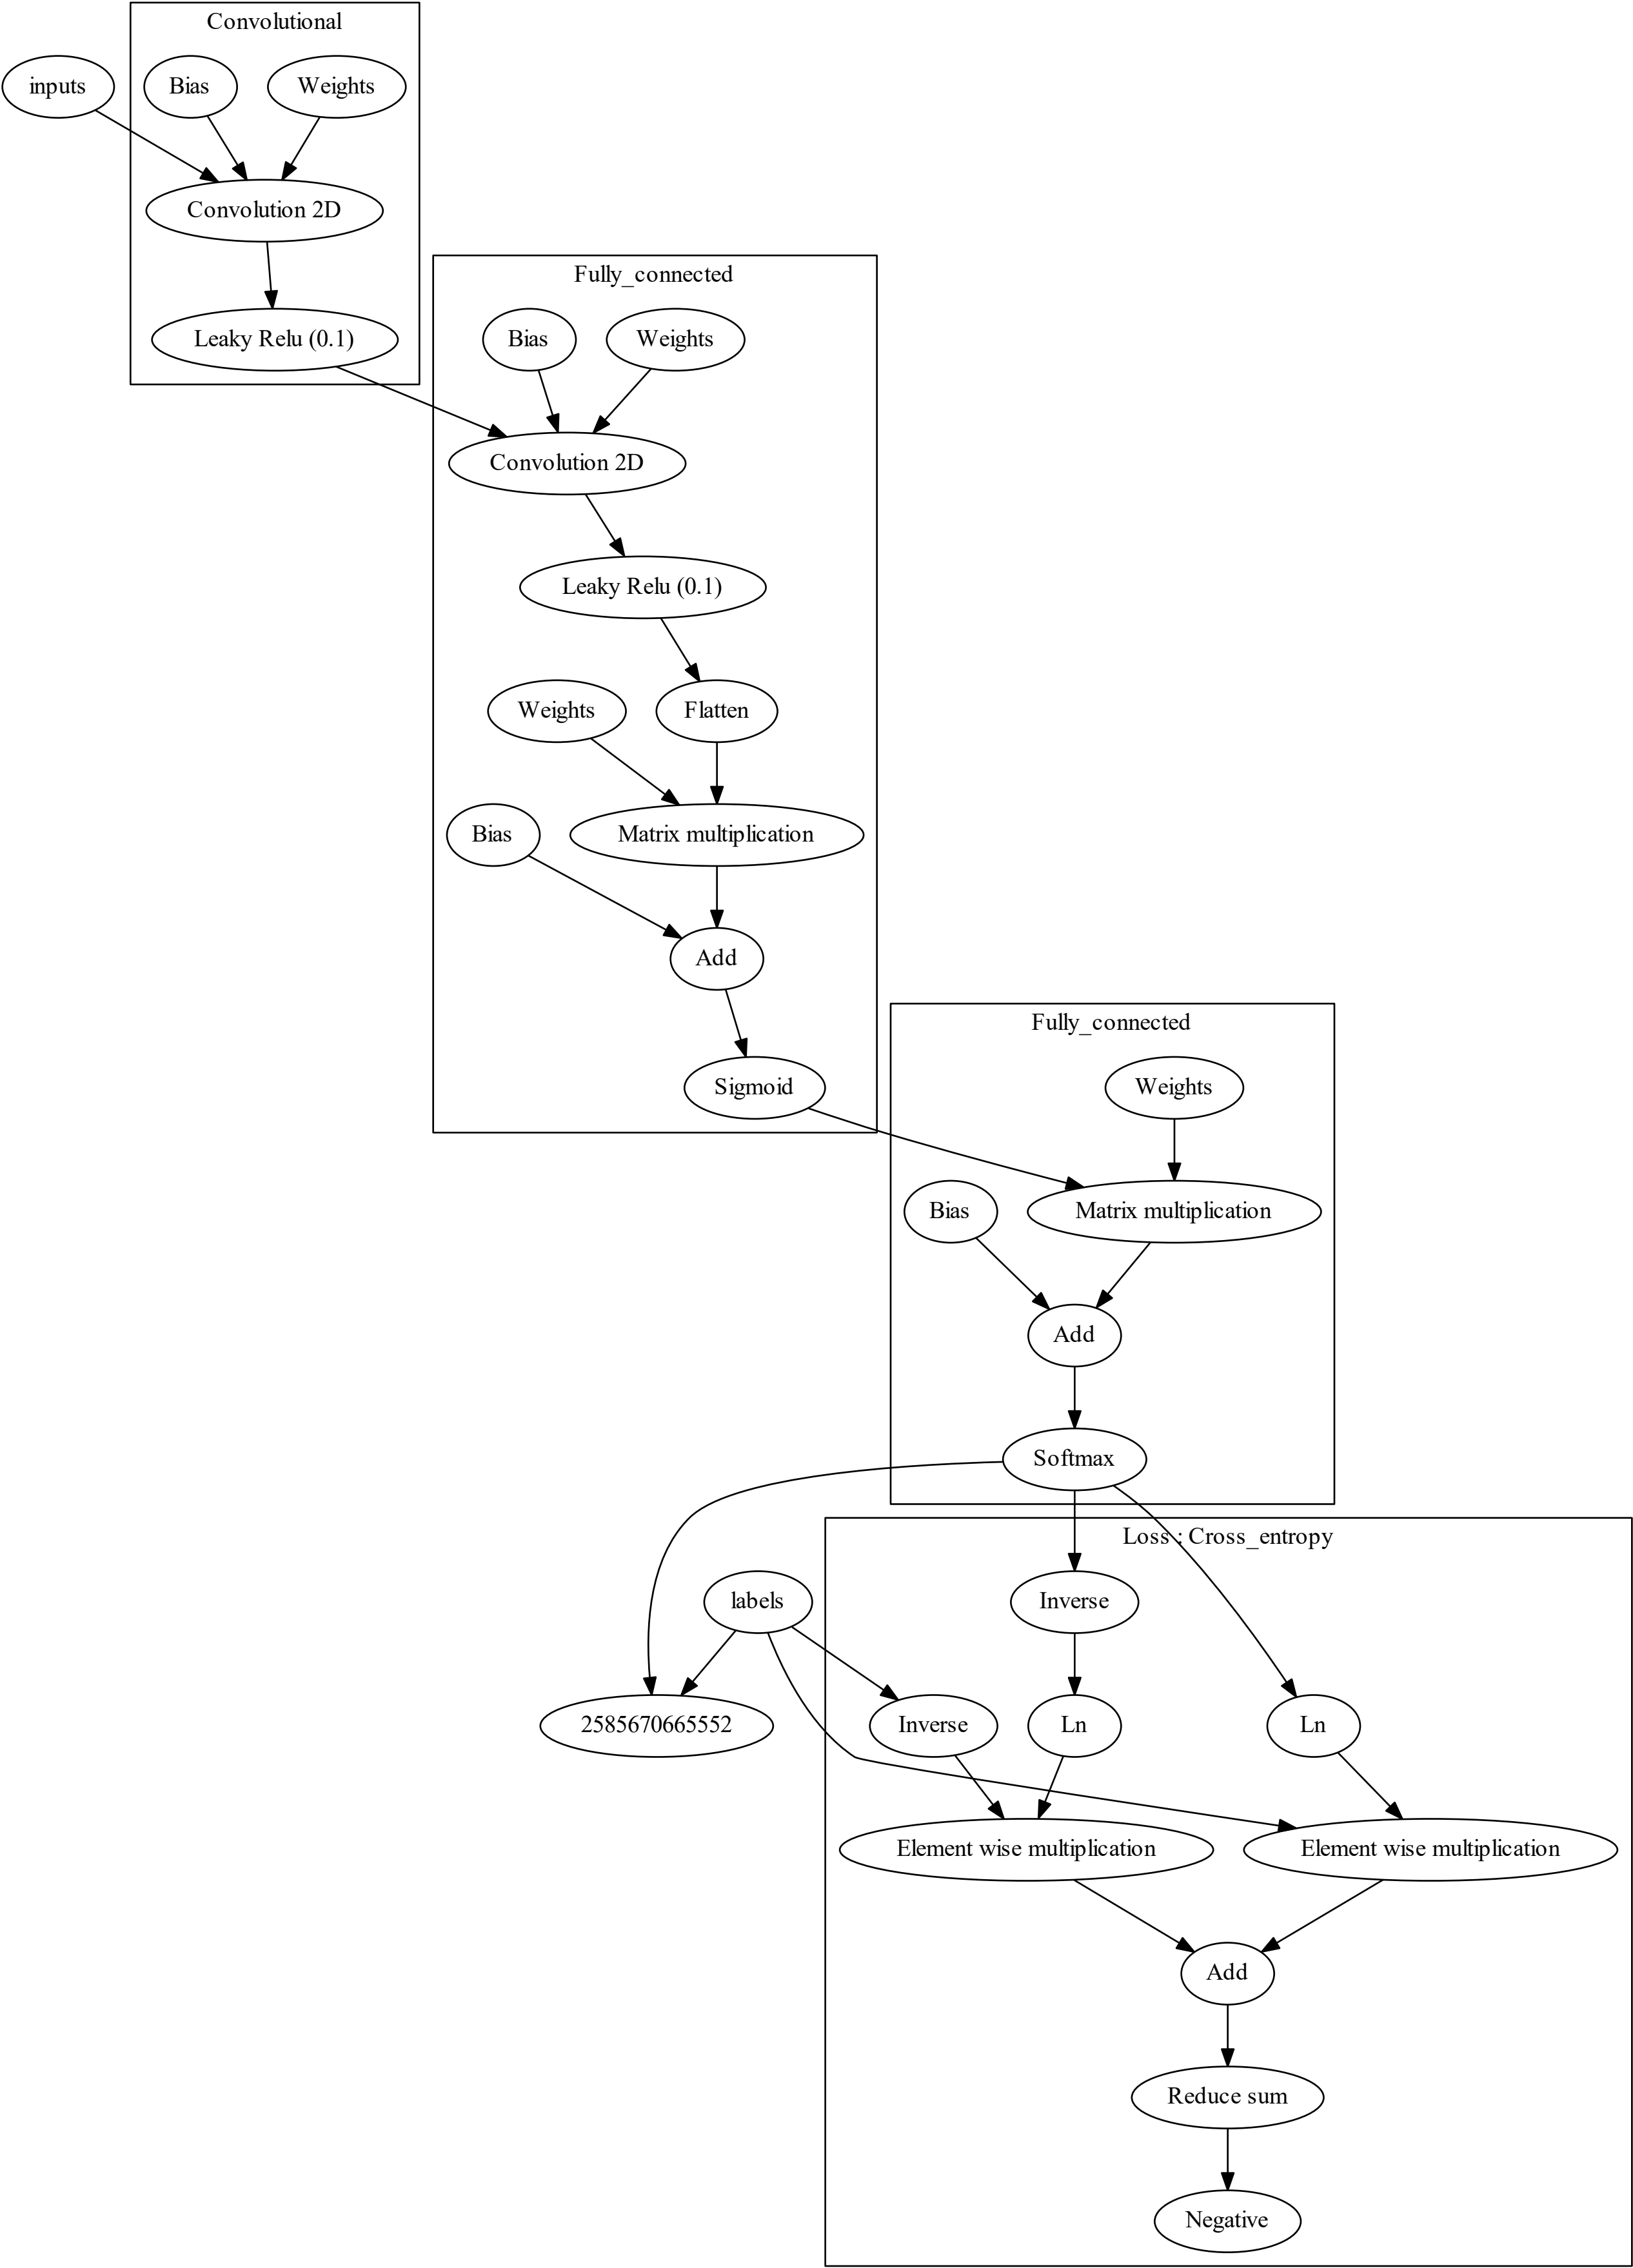 Convolutional
inputs
Bias
Weights
Convolution 2D
Leaky Relu (0.1)
Fully_connected
Bias
Weights
Convolution 2D
Leaky Relu (0.1)
Weights
Flatten
Bias
Matrix multiplication
Add
Sigmoid
Fully_connected
Weights
Bias
Matrix multiplication
Add
Softmax
Loss : Cross_entropy
labels
Inverse
2585670665552
Inverse
Ln
Ln
Element wise multiplication
Element wise multiplication
Add
Reduce sum
Negative